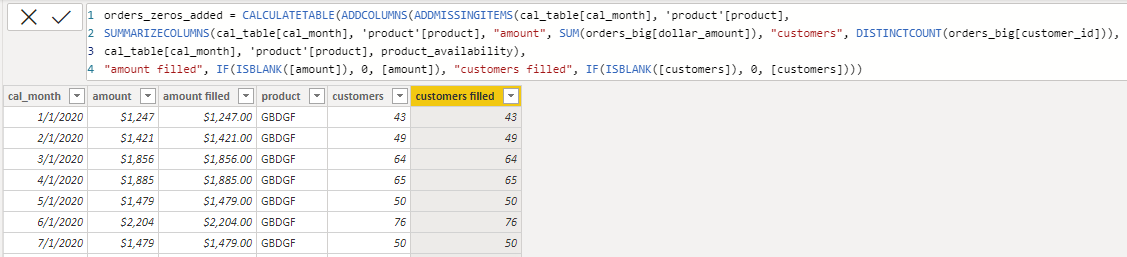 1 orders_zeros_added = CALCULATETABLE(ADDCOLUMNS(ADDMISSINGITEMS(cal_table[cal_month], 'product'[product],
2 SUMMARIZECOLUMNS(cal_table[cal_month], 'product'[product], "amount", SUM(orders_big[dollar_amount]), "customers", DISTINCTCOUNT(orders_big[customer_id])),
3 cal_table[cal_month], 'product'[product], product_availability),
4 "amount filled", IF(ISBLANK([amount]), 0, [amount]), "customers filled", IF(ISBLANK([customers]), 0, [customers])))
cal_month amount amount filled product customers customers filled
1/1/2020 $1,247 $1,247.00 GBDGF 43 43
2/1/2020 $1,421 $1,421.00 GBDGF 49 49
3/1/2020 $1,856 $1,856.00 GBDGF 64 64
4/1/2020 $1,885 $1,885.00 GBDGF 65 65
5/1/2020 $1,479 $1,479.00 GBDGF 50 50
6/1/2020 $2,204 $2,204.00 GBDGF 76 76
7/1/2020 $1,479 $1,479.00 GBDGF 50 50